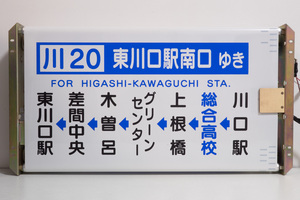 川20 東川口駅南口 ゆき
FOR HIGASHI-KAWAGUCHI STA.
川口駅
総合高校
上根橋
グリーンセンター
木曽呂
差間中央
東川口駅